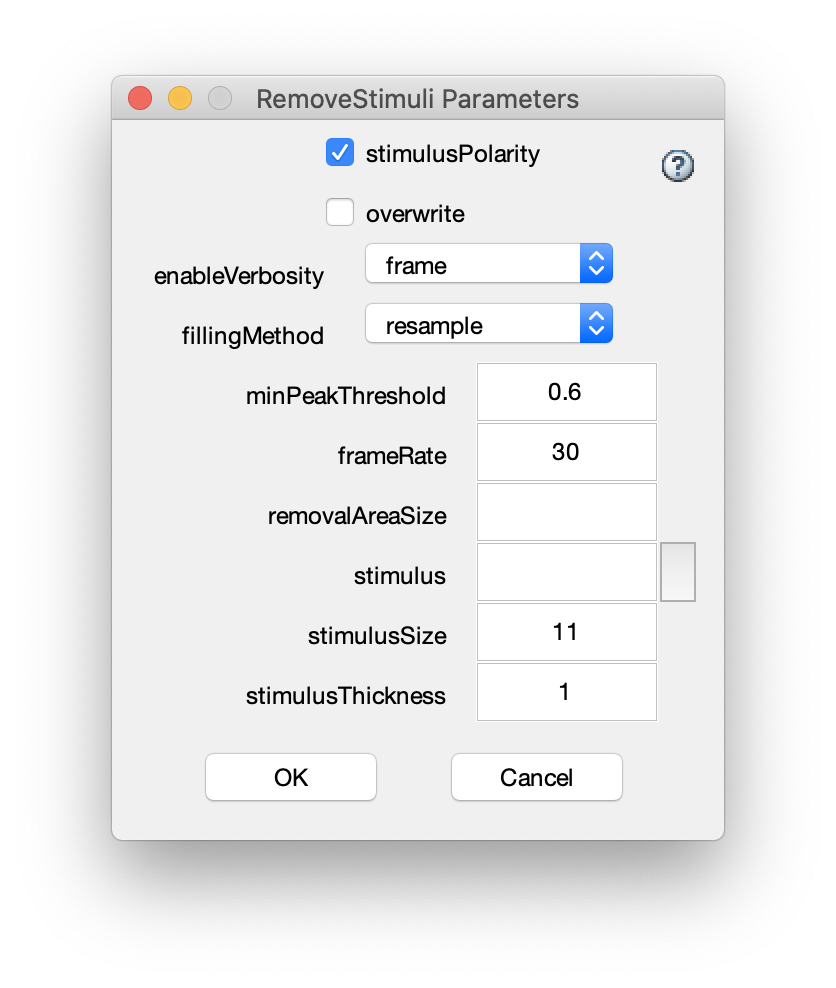 RemoveStimuli Parameters
stimulusPolarity
?
overwrite
enableVerbosity frame
fillingMethod resample
minPeakThreshold 0.6
frameRate 30
removalAreaSize
stimulus
stimulusSize 11
stimulusThickness 1
OK Cancel